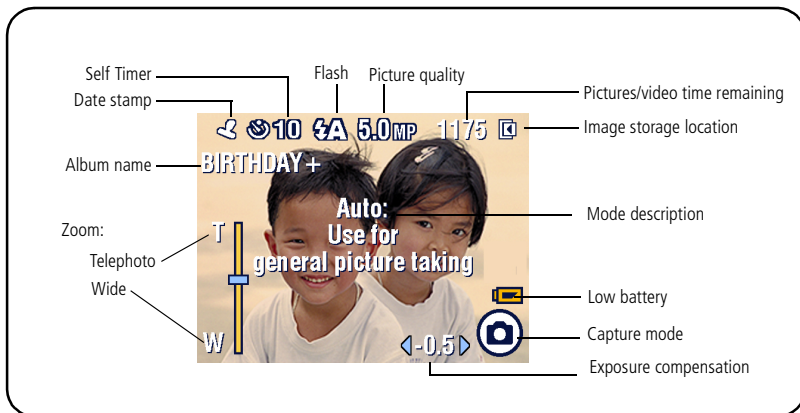 Self Timer
Flash
Picture quality
Date stamp
Pictures/video time remaining
10
A
5.0MP
1175
Image storage location
Album name
BIRTHDAY+
Auto:
Mode description
Use for
general picture taking
Zoom:
T
Telephoto
Wide
Low battery
W
-0.5
Capture mode
Exposure compensation